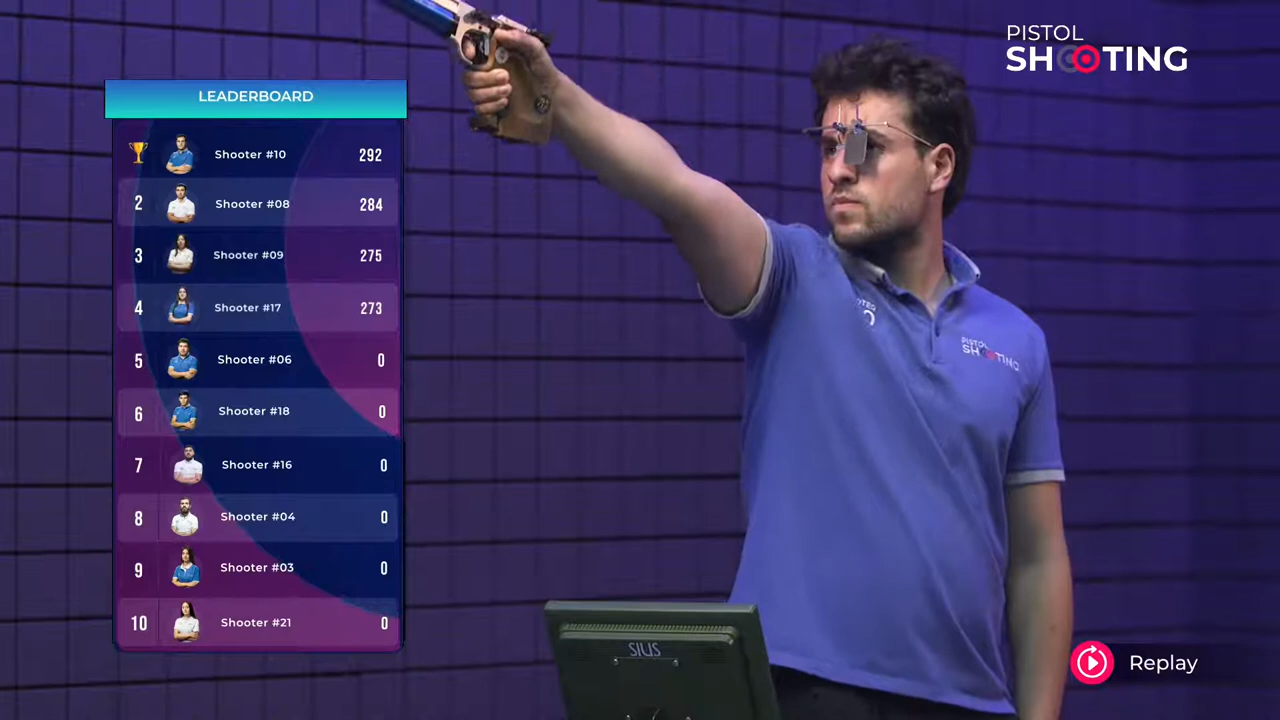 PISTOL
SHOOTING
LEADERBOARD
Shooter #10 292
2 Shooter #08 284
3 Shooter #09 275
4 Shooter #17 273
5 Shooter #06 0
6 Shooter #18 0
7 Shooter #16 0
8 Shooter #04 0
9 Shooter #03 0
10 Shooter #21 0
PISTOL
SHOOTING
SIUS
Replay